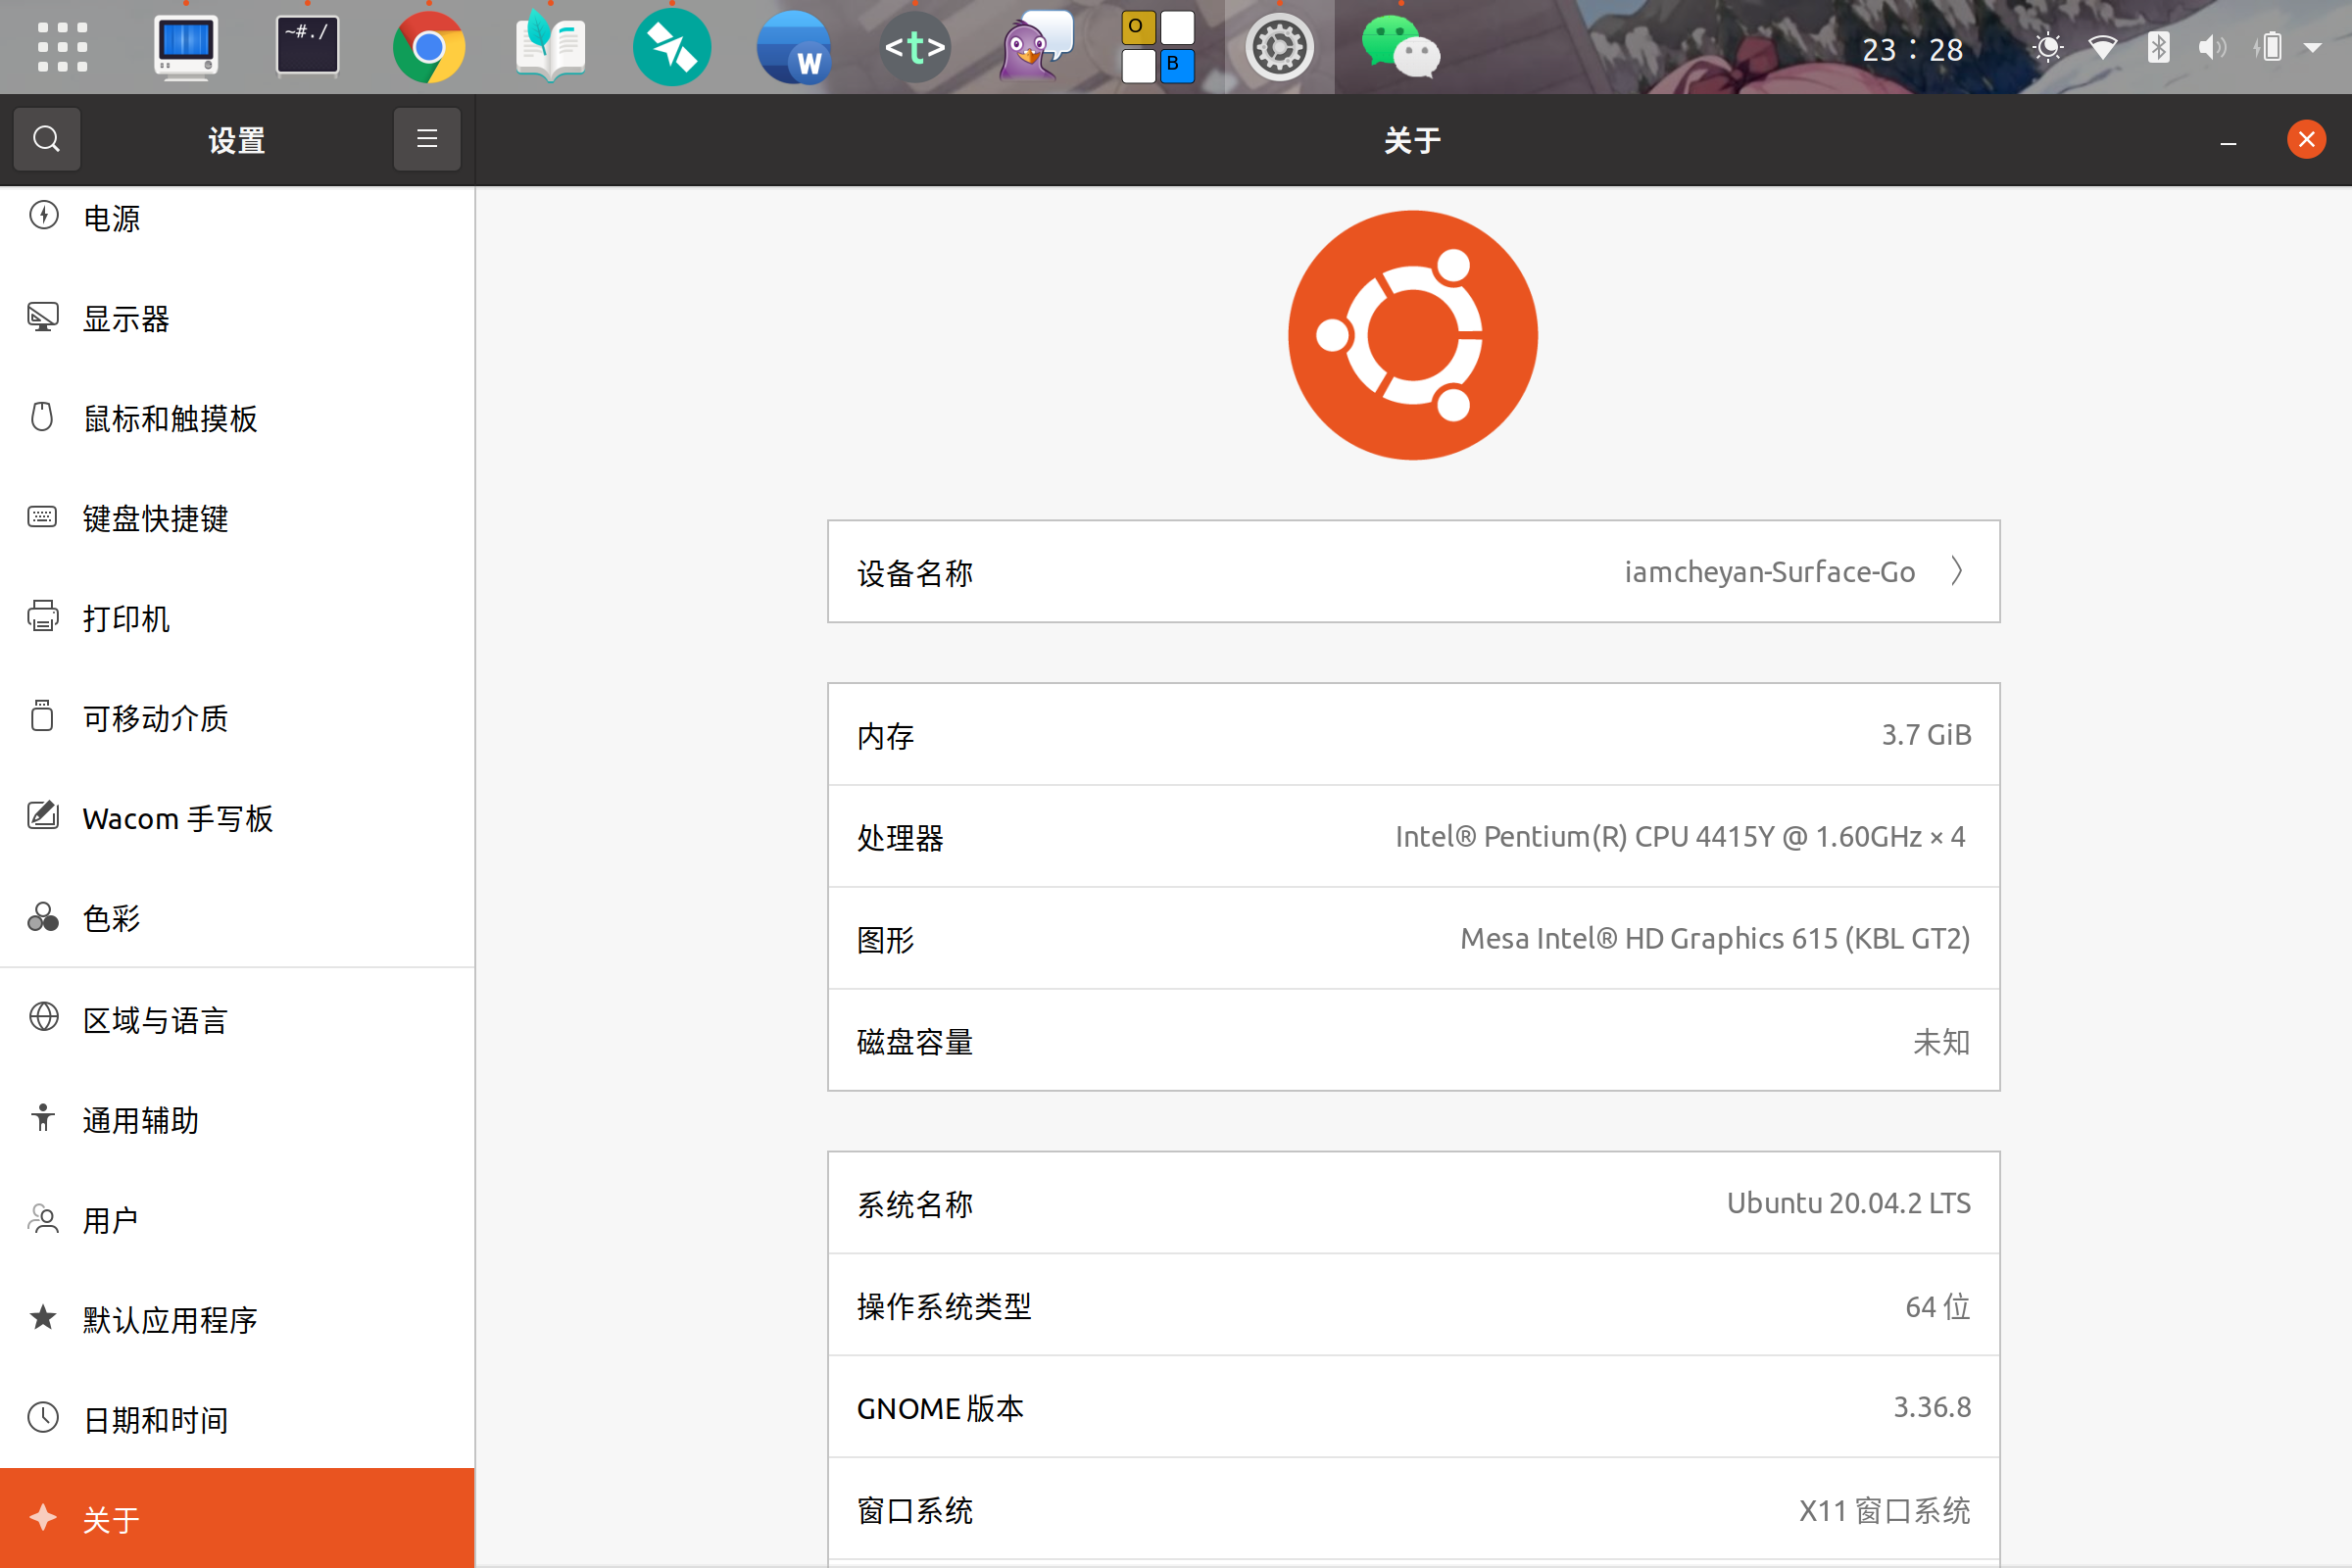 ~#./
W
<t>
O
B
23：28
设置
关于
电源
显示器
鼠标和触摸板
键盘快捷键
打印机
可移动介质
Wacom 手写板
色彩
区域与语言
通用辅助
用户
默认应用程序
日期和时间
关于
设备名称 iamcheyan-Surface-Go
内存 3.7 GiB
处理器 Intel® Pentium(R) CPU 4415Y @ 1.60GHz × 4
图形 Mesa Intel® HD Graphics 615 (KBL GT2)
磁盘容量 未知
系统名称 Ubuntu 20.04.2 LTS
操作系统类型 64 位
GNOME 版本 3.36.8
窗口系统 X11 窗口系统